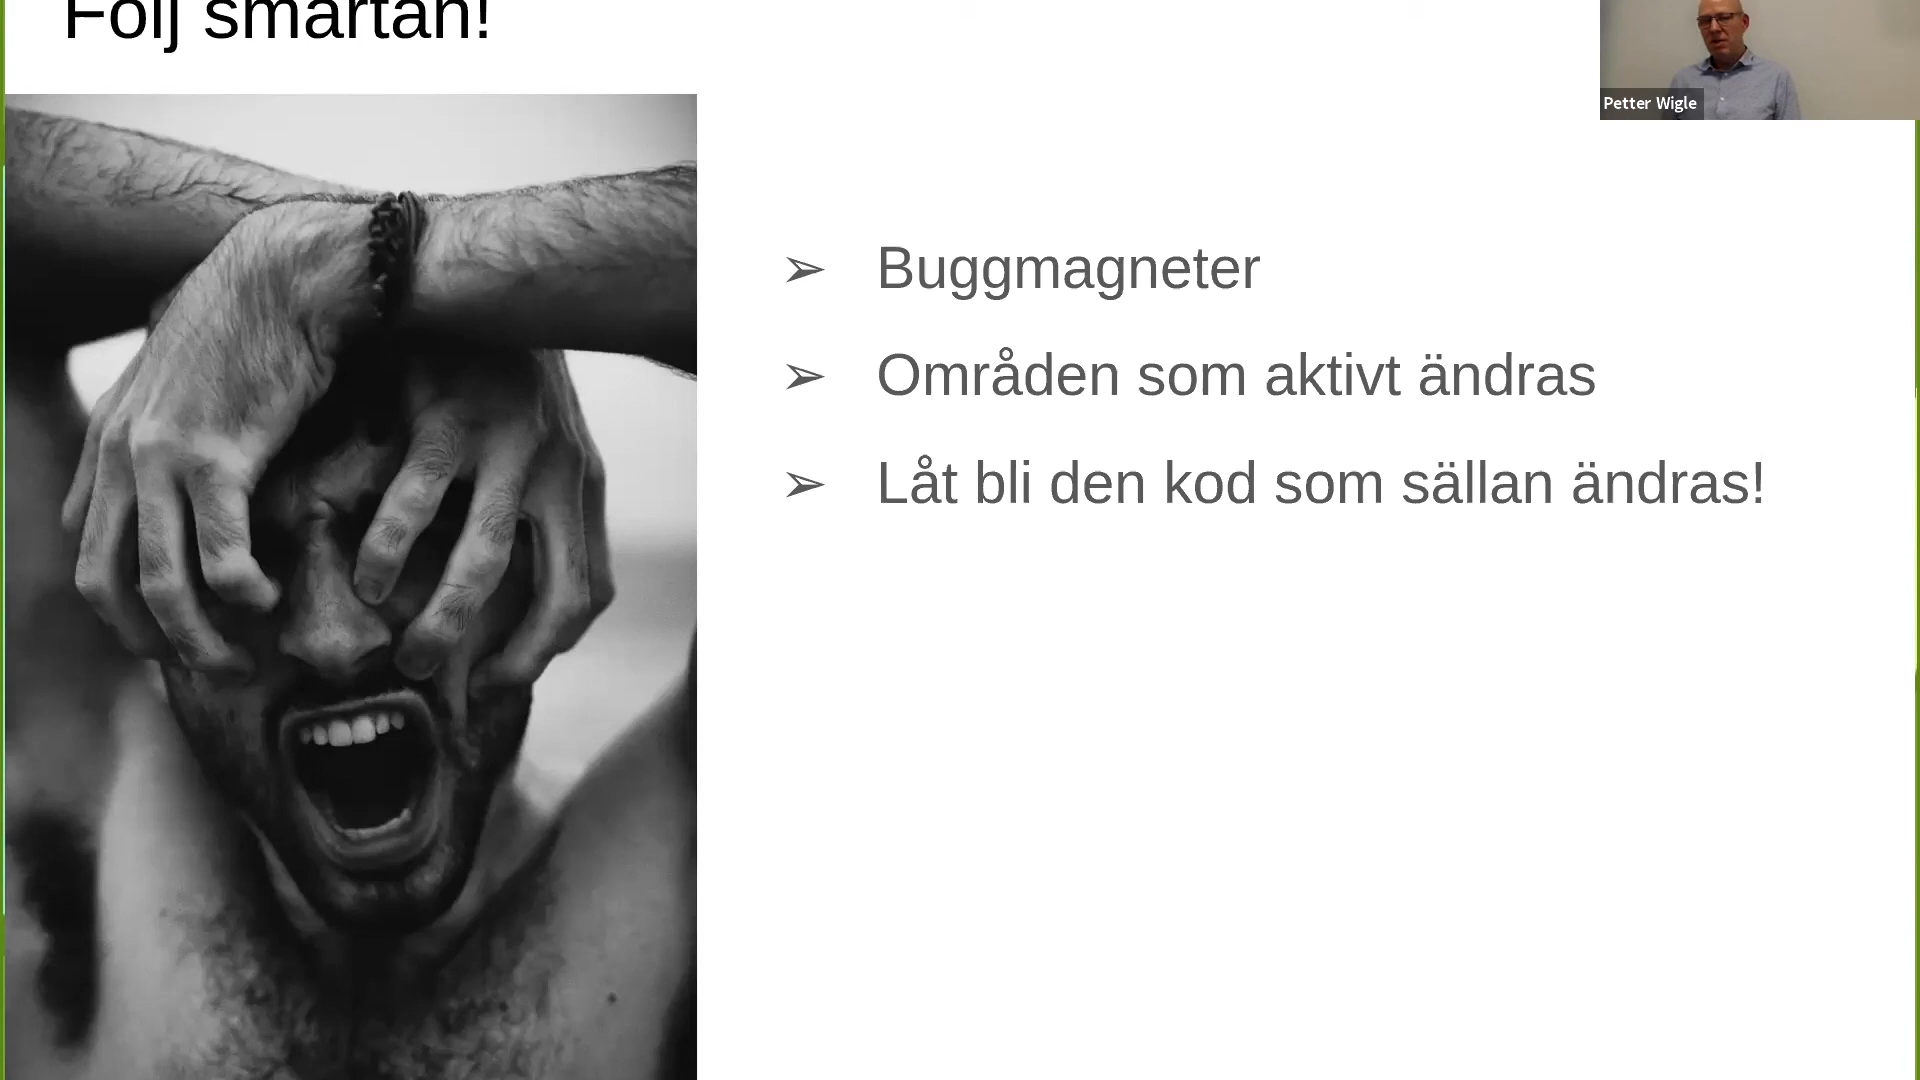 Följ smärtan!
Petter Wigle
➢ Buggmagneter
➢ Områden som aktivt ändras
➢ Låt bli den kod som sällan ändras!